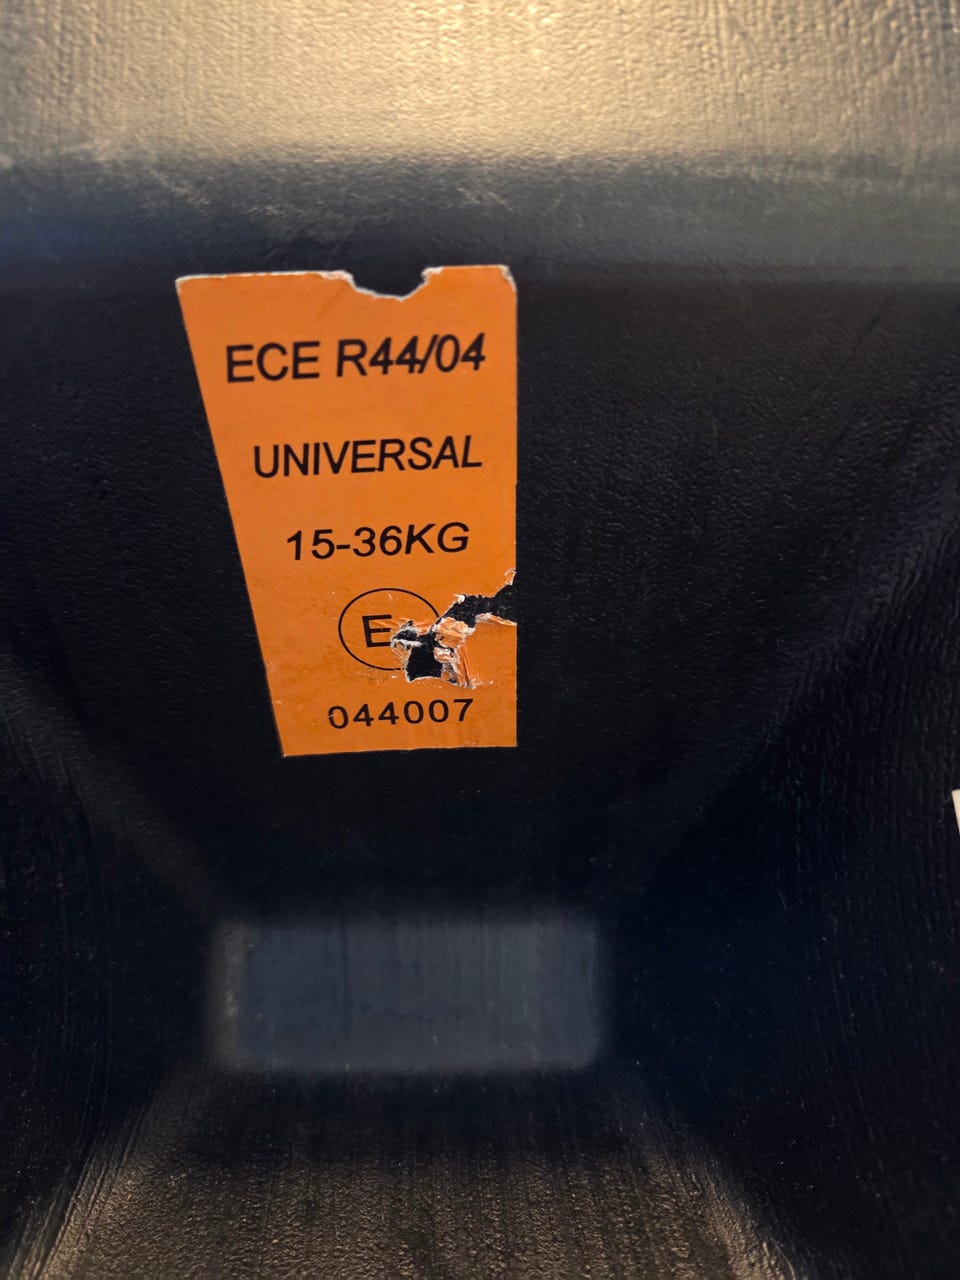 ECE R44/04
UNIVERSAL
15-36KG
E
044007